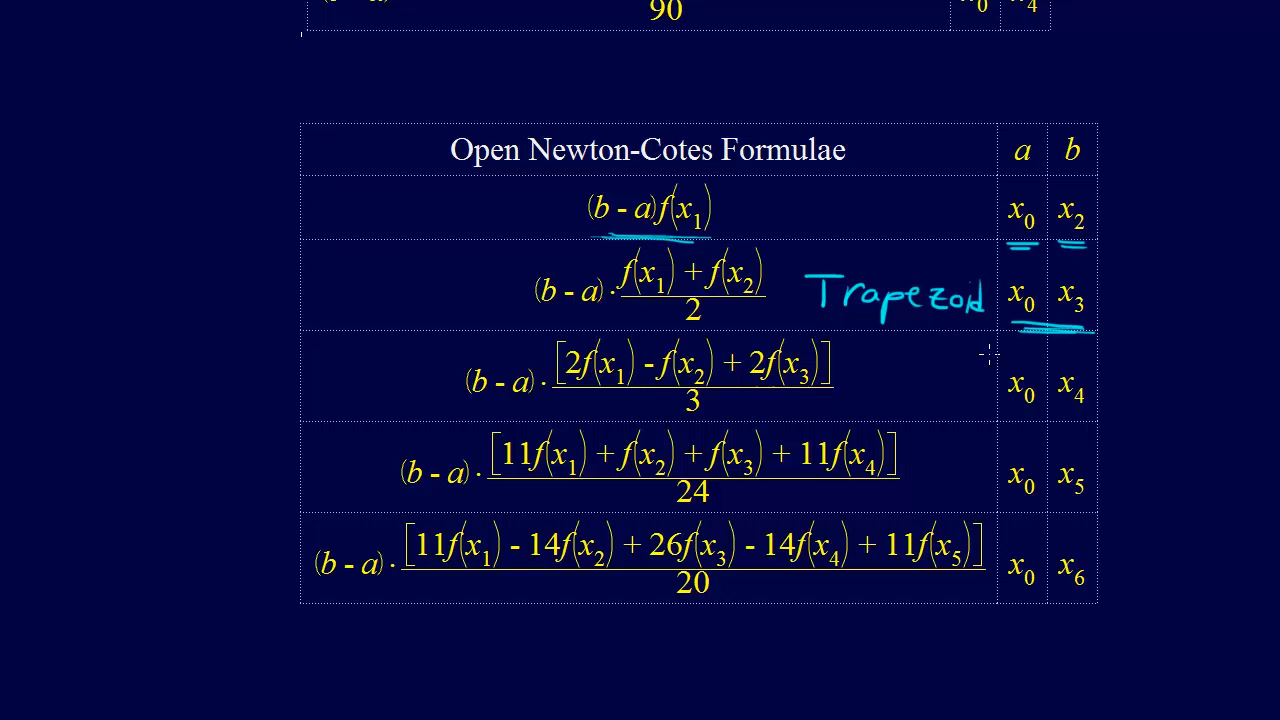 90 x₀ x₄
Open Newton-Cotes Formulae a b
(b - a)f(x₁) x₀ x₂
(b - a) · f(x₁) + f(x₂) / 2 Trapezoid x₀ x₃
(b - a) · [2f(x₁) - f(x₂) + 2f(x₃)] / 3 x₀ x₄
(b - a) · [11f(x₁) + f(x₂) + f(x₃) + 11f(x₄)] / 24 x₀ x₅
(b - a) · [11f(x₁) - 14f(x₂) + 26f(x₃) - 14f(x₄) + 11f(x₅)] / 20 x₀ x₆